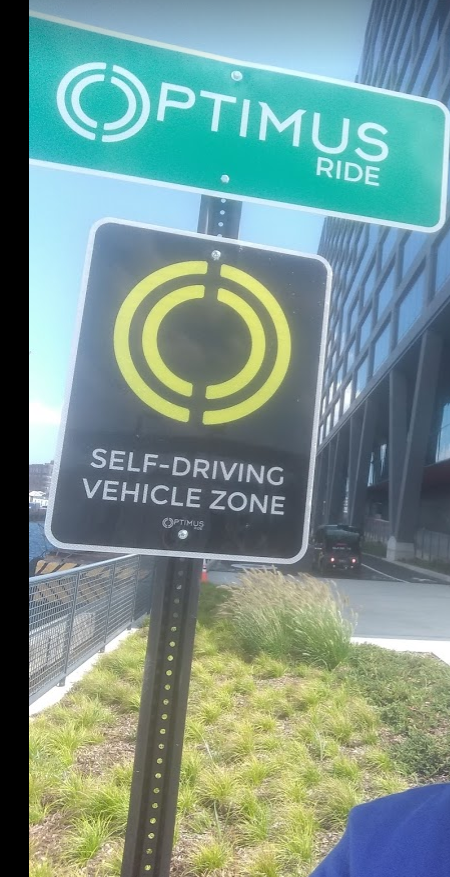 OPTIMUS
RIDE
SELF-DRIVING
VEHICLE ZONE
OPTIMUS
RIDE